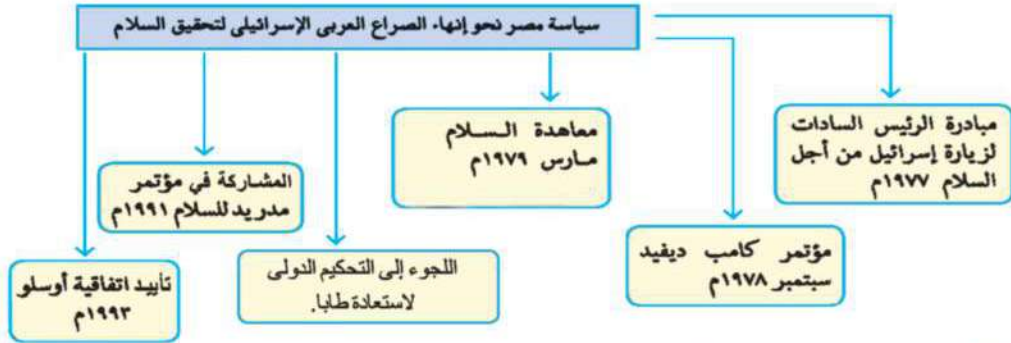 سياسة مصر نحو إنهاء الصراع العربى الإسرائيلى لتحقيق السلام
مبادرة الرئيس السادات
لزيارة إسرائيل من أجل
السلام ١٩٧٧م
مؤتمر كامب ديفيد
سبتمبر ١٩٧٨م
معاهدة الســلام
مـارس ١٩٧٩م
اللجوء إلى التحكيم الدولى
لاستعادة طابا.
المشاركة في مؤتمر
مدريد للسلام ١٩٩١م
تأييد اتفاقية أوسلو
١٩٩٣م